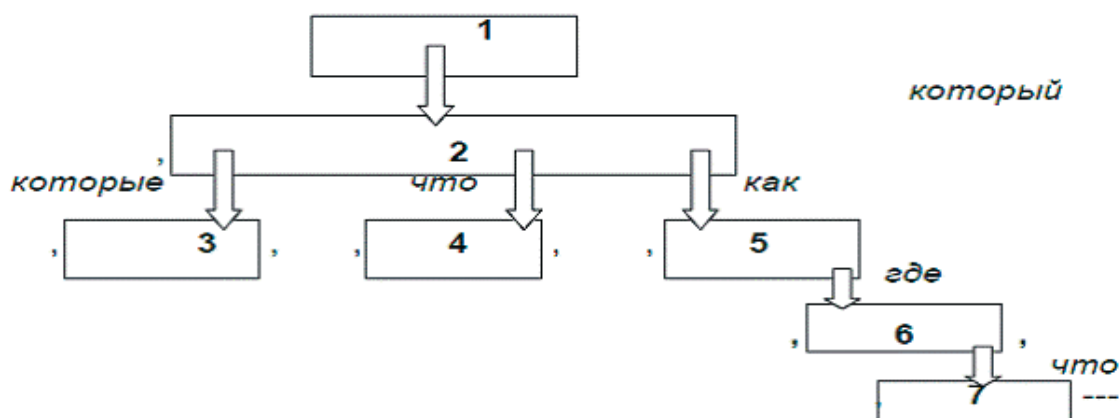 1
который
, 2
которые что как
, 3 , , 4 , , 5
где
, 6 ,
что
, 7 ---